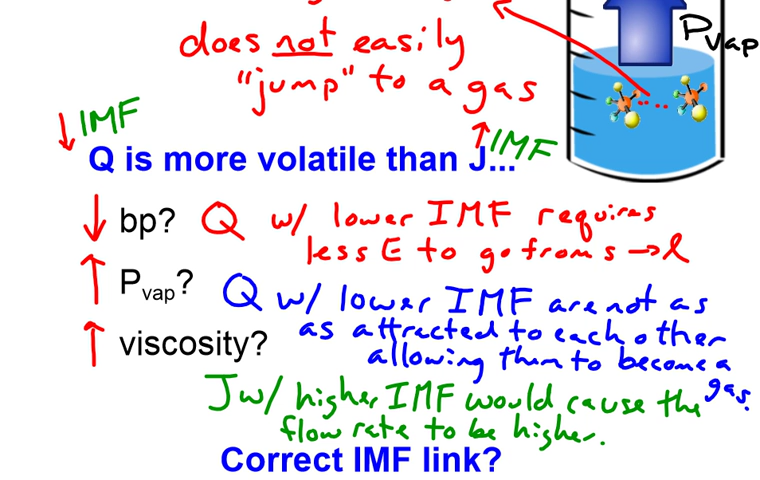 does not easily
"jump" to a gas
Pvap
↓ IMF
↑ IMF
Q is more volatile than J...
↓ bp? Q w/ lower IMF requires
less E to go from s → l
↑ Pvap? Q w/ lower IMF are not as
as attracted to each other
allowing them to become a
gas.
↑ viscosity?
J w/ higher IMF would cause the
flow rate to be higher.
Correct IMF link?